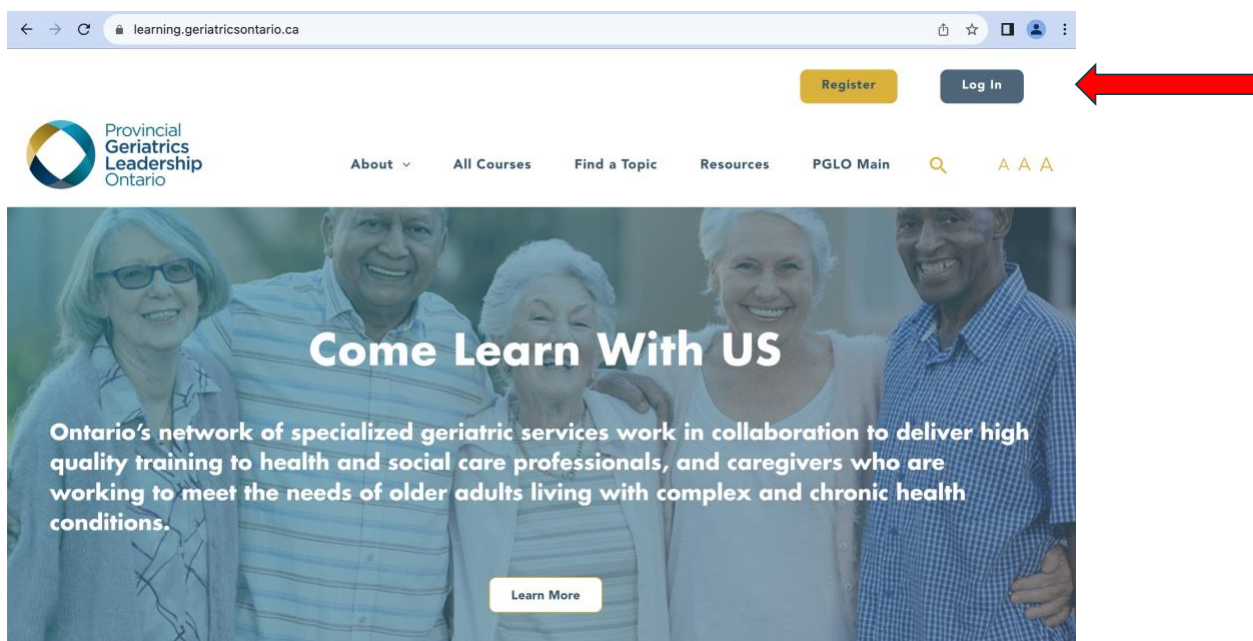 learning.geriatricsontario.ca
Register
Log In
Provincial
Geriatrics
Leadership
Ontario
About
All Courses
Find a Topic
Resources
PGLO Main
A A A
Come Learn With US
Ontario’s network of specialized geriatric services work in collaboration to deliver high
quality training to health and social care professionals, and caregivers who are
working to meet the needs of older adults living with complex and chronic health
conditions.
Learn More